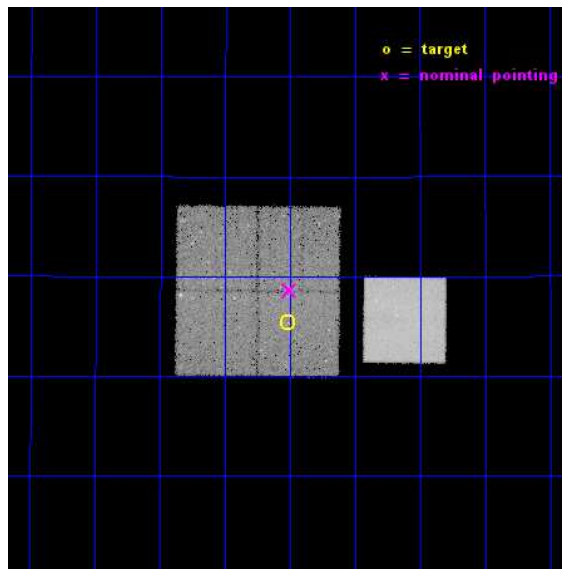 o = target
x = nominal pointing